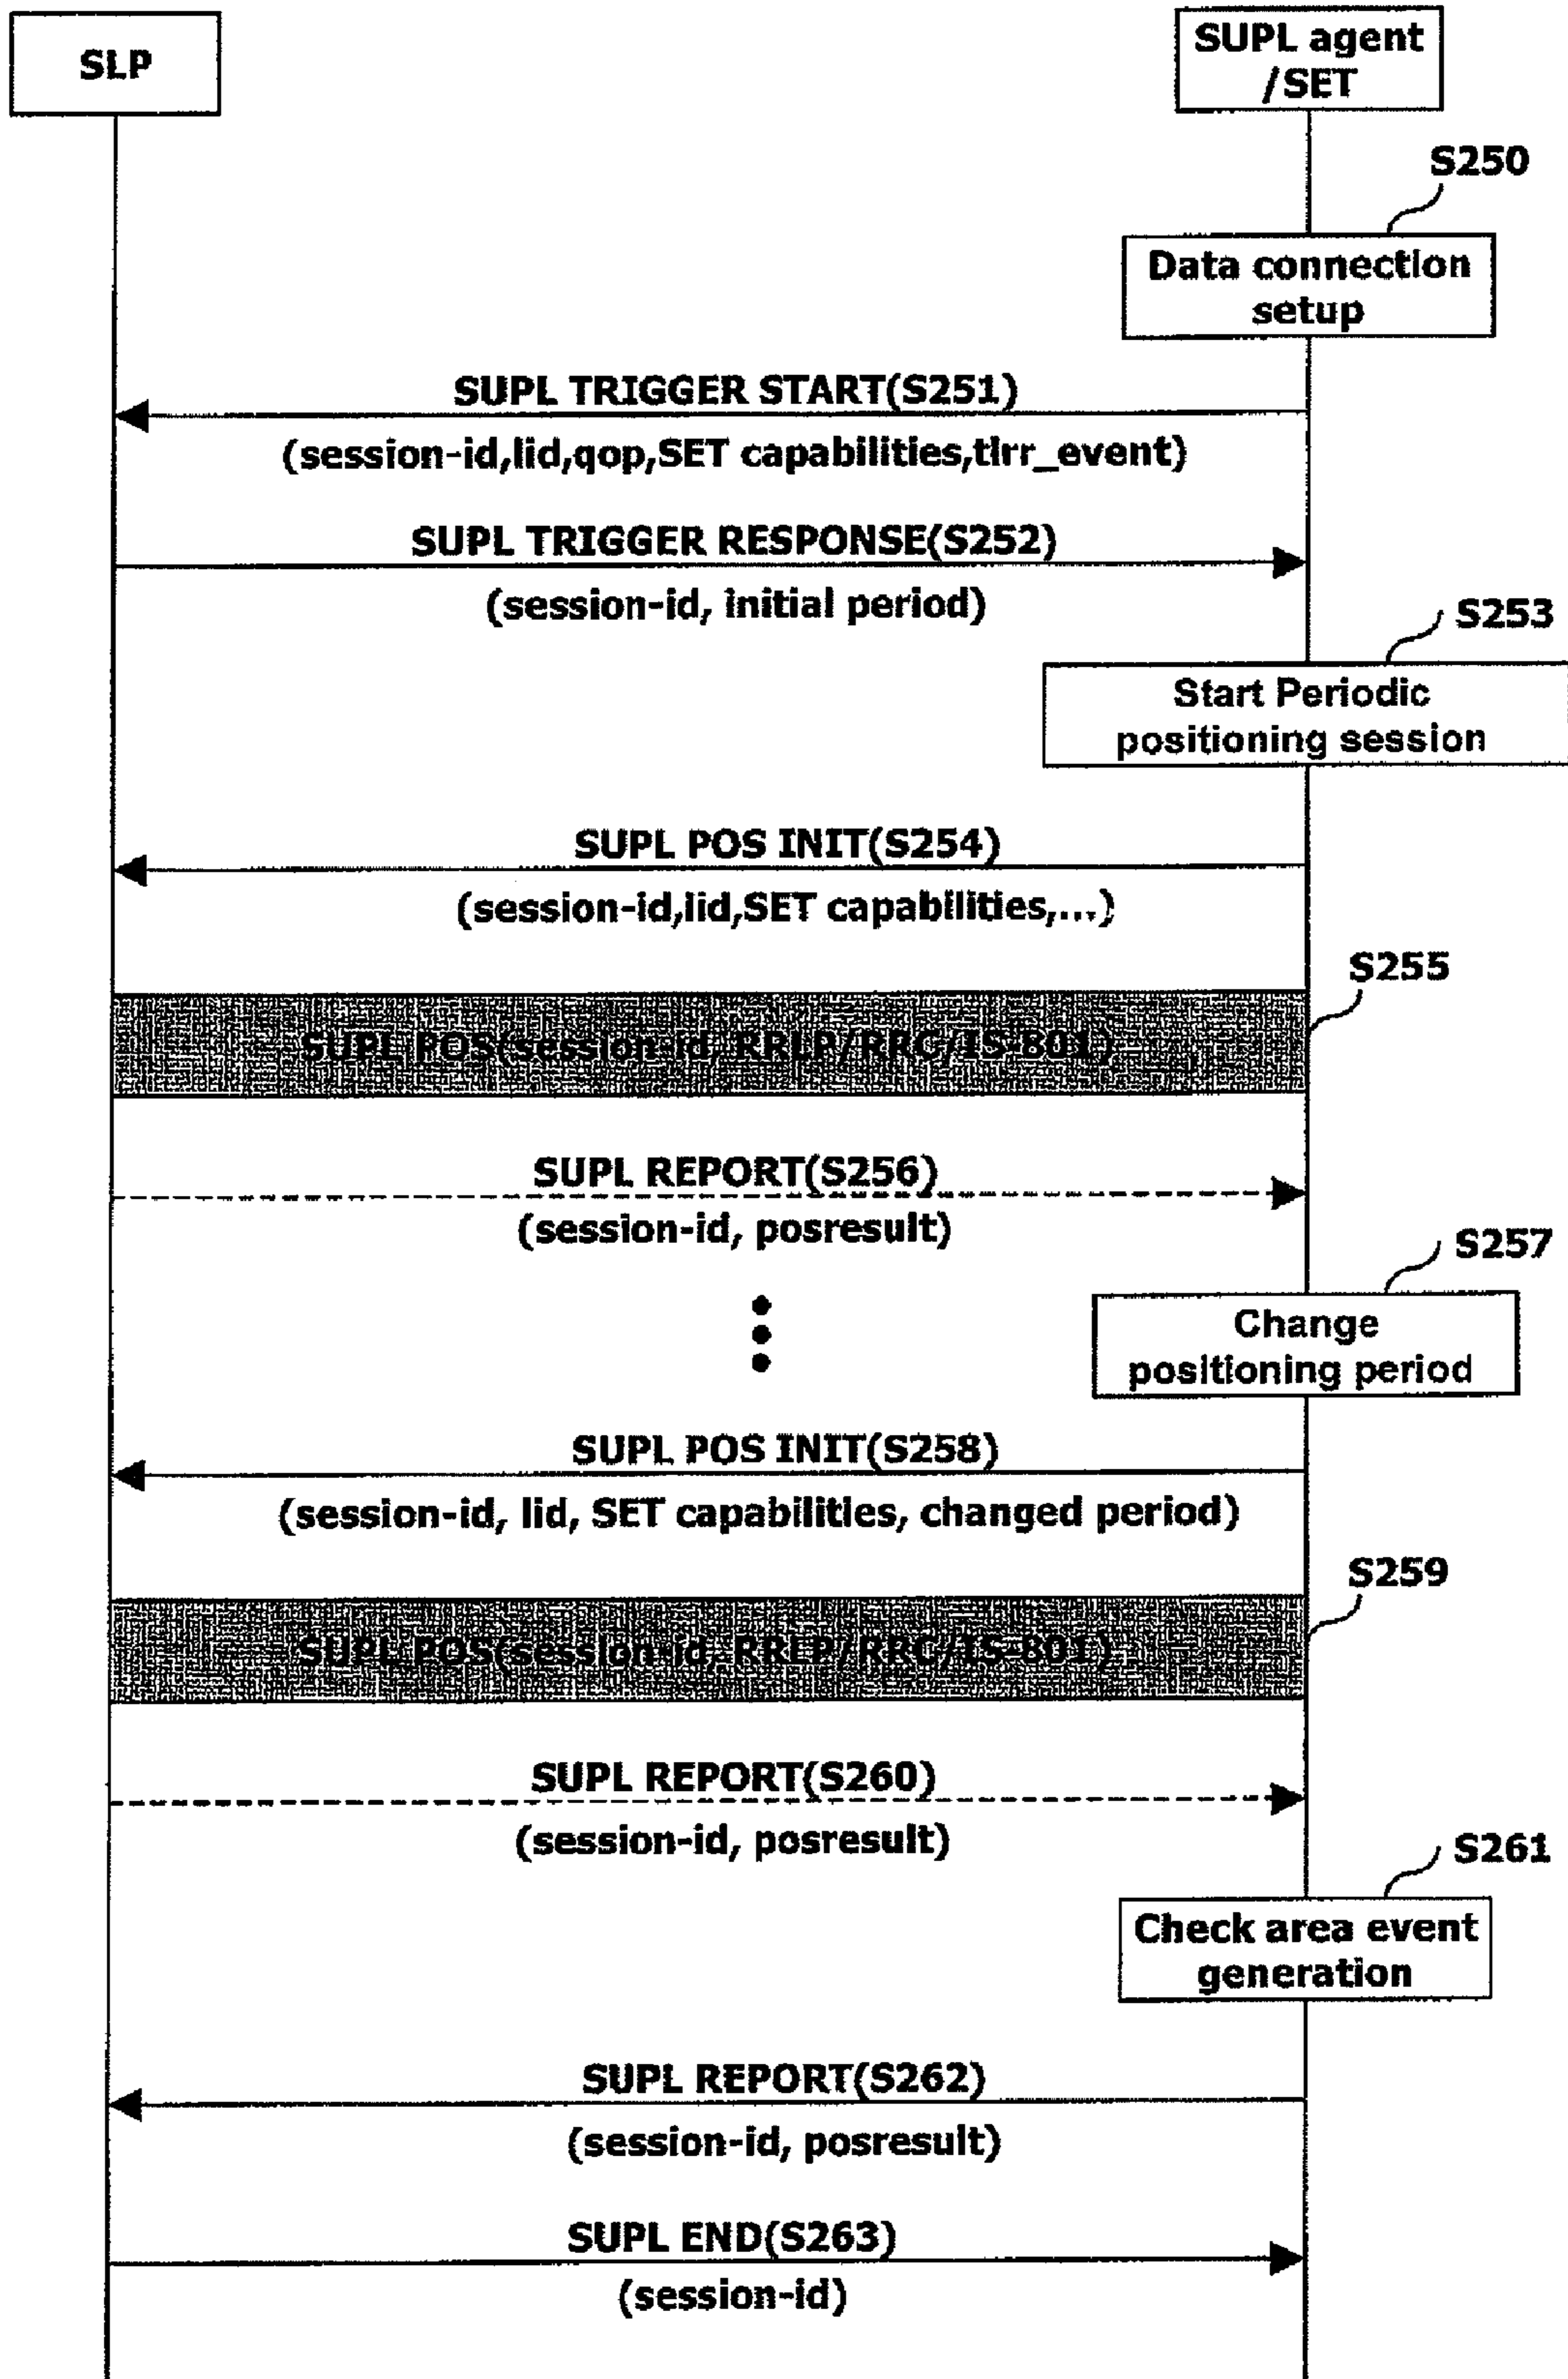 SLP
SUPL agent
/SET
S250
Data connection
setup
SUPL TRIGGER START(S251)
(session-id,lid,qop,SET capabilities,tlrr_event)
SUPL TRIGGER RESPONSE(S252)
(session-id, initial period)
S253
Start Periodic
positioning session
SUPL POS INIT(S254)
(session-id,lid,SET capabilities,...)
S255
SUPL POS(session-id, RRLP/RRC/IS-801)
SUPL REPORT(S256)
(session-id, posresult)
S257
Change
positioning period
SUPL POS INIT(S258)
(session-id, lid, SET capabilities, changed period)
S259
SUPL POS(session-id, RRLP/RRC/IS-801)
SUPL REPORT(S260)
(session-id, posresult)
S261
Check area event
generation
SUPL REPORT(S262)
(session-id, posresult)
SUPL END(S263)
(session-id)